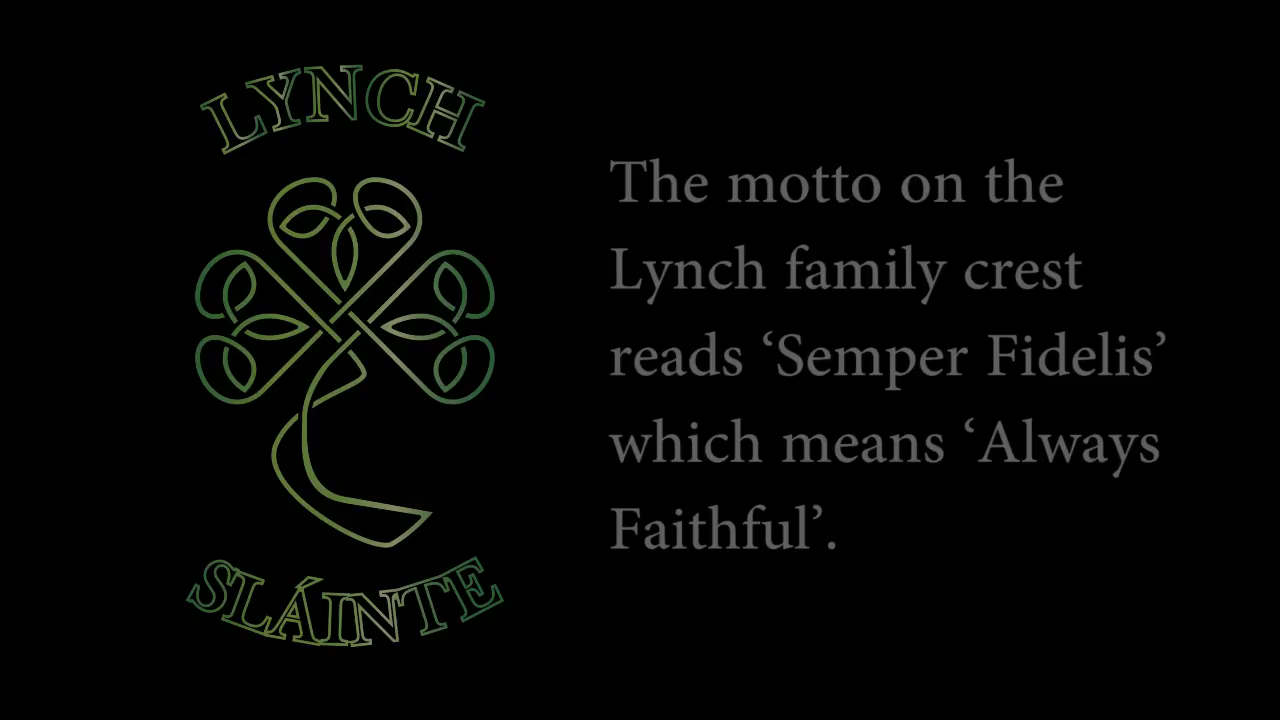 LYNCH
SLÁINTE
The motto on the
Lynch family crest
reads ‘Semper Fidelis’
which means ‘Always
Faithful’.